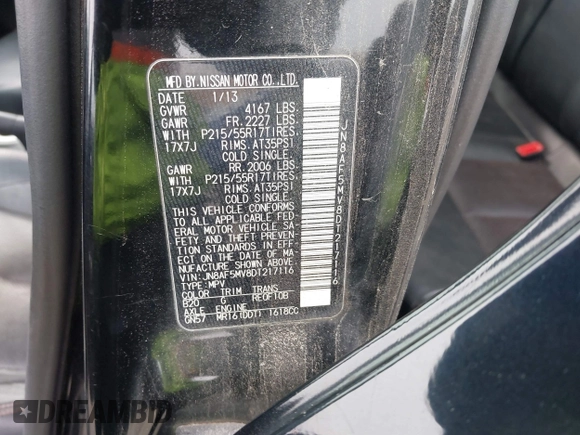 MFD BY NISSAN MOTOR CO.,LTD.
DATE 1/13
GVWR 4167 LBS.
GAWR FR. 2227 LBS.
WITH P215/55R17TIRES.
17X7J RIMS. AT35PSI
COLD SINGLE.
GAWR RR. 2006 LBS
WITH P215/55R17TIRES.
17X7J RIMS. AT35PSI
COLD SINGLE.
THIS VEHICLE CONFORMS
TO ALL APPLICABLE FED-
ERAL MOTOR VEHICLE SA-
FETY AND THEFT PREVEN-
TION STANDARDS IN EFF-
ECT ON THE DATE OF MA-
NUFACTURE SHOWN ABOVE.
VIN:JN8AF5MV8DT217116
TYPE:MPV
COLOR TRIM TRANS
B20 G RE0F10B
AXLE ENGINE
GN57 MR16(DDT) 1618CC
JN8AF5MV8DT217116
DREAMBID